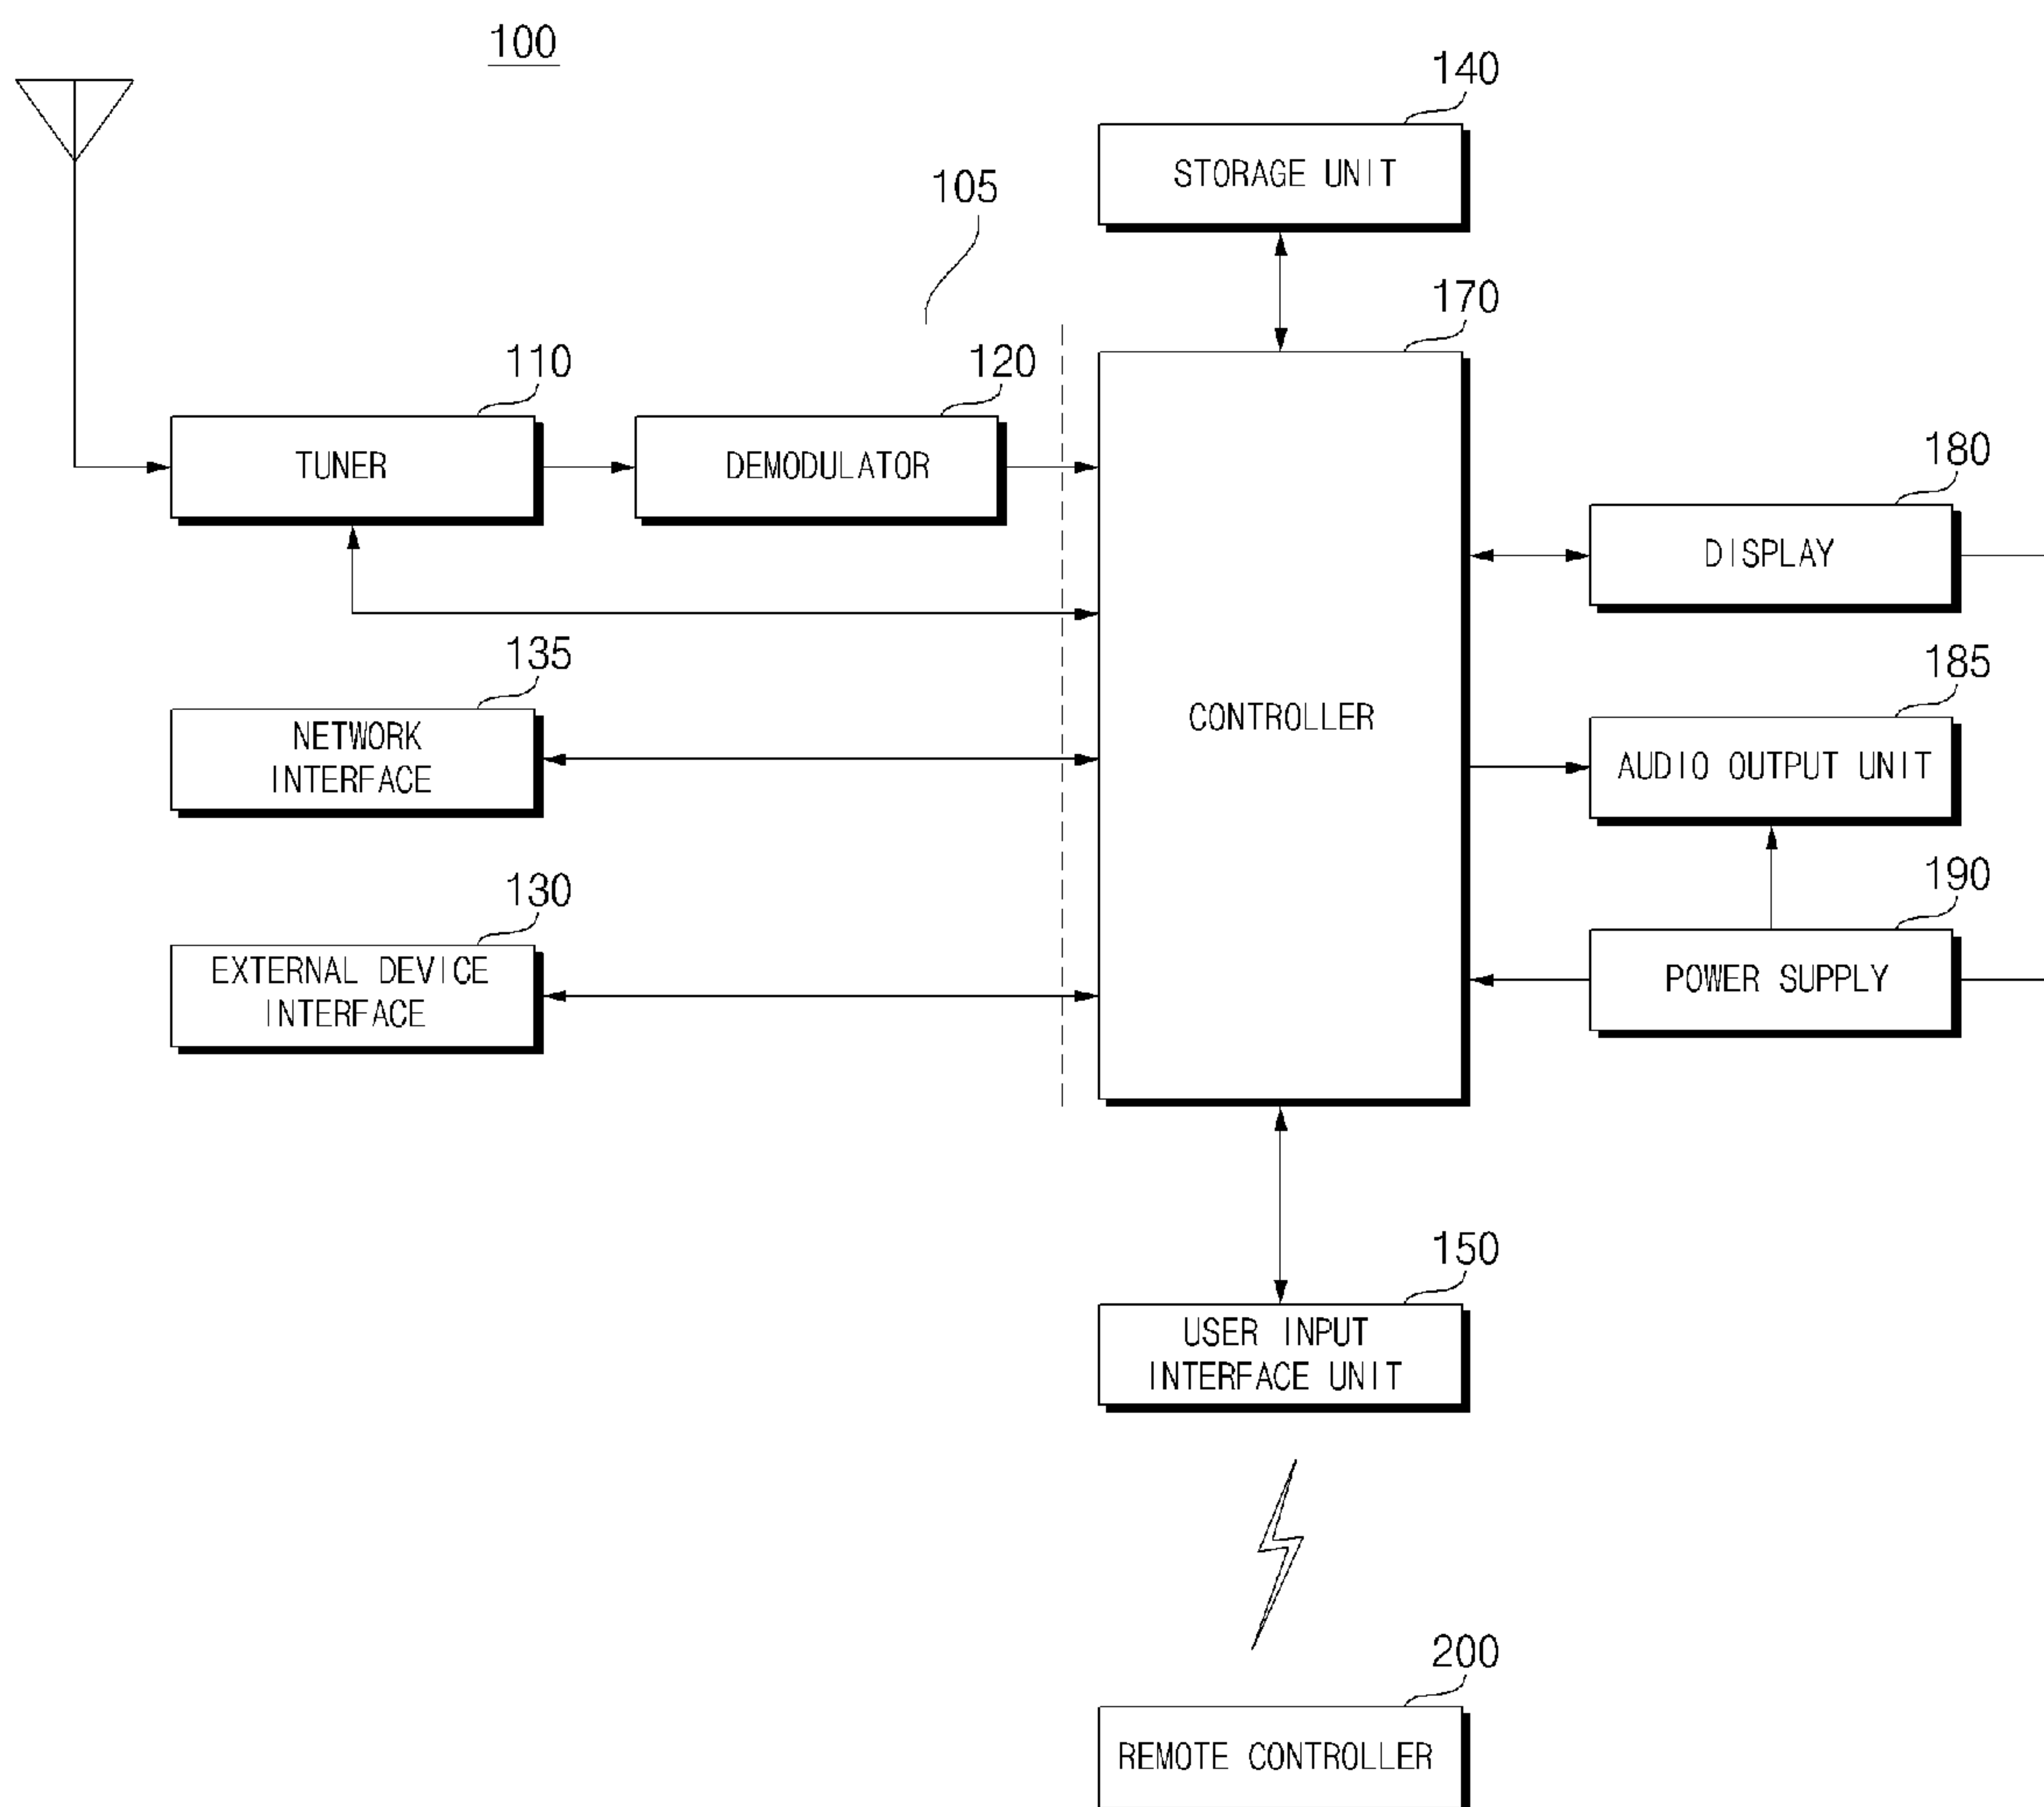 100
140
STORAGE UNIT
105
170
110
120
TUNER
DEMODULATOR
180
DISPLAY
135
185
NETWORK
INTERFACE
CONTROLLER
AUDIO OUTPUT UNIT
130
190
EXTERNAL DEVICE
INTERFACE
POWER SUPPLY
150
USER INPUT
INTERFACE UNIT
200
REMOTE CONTROLLER